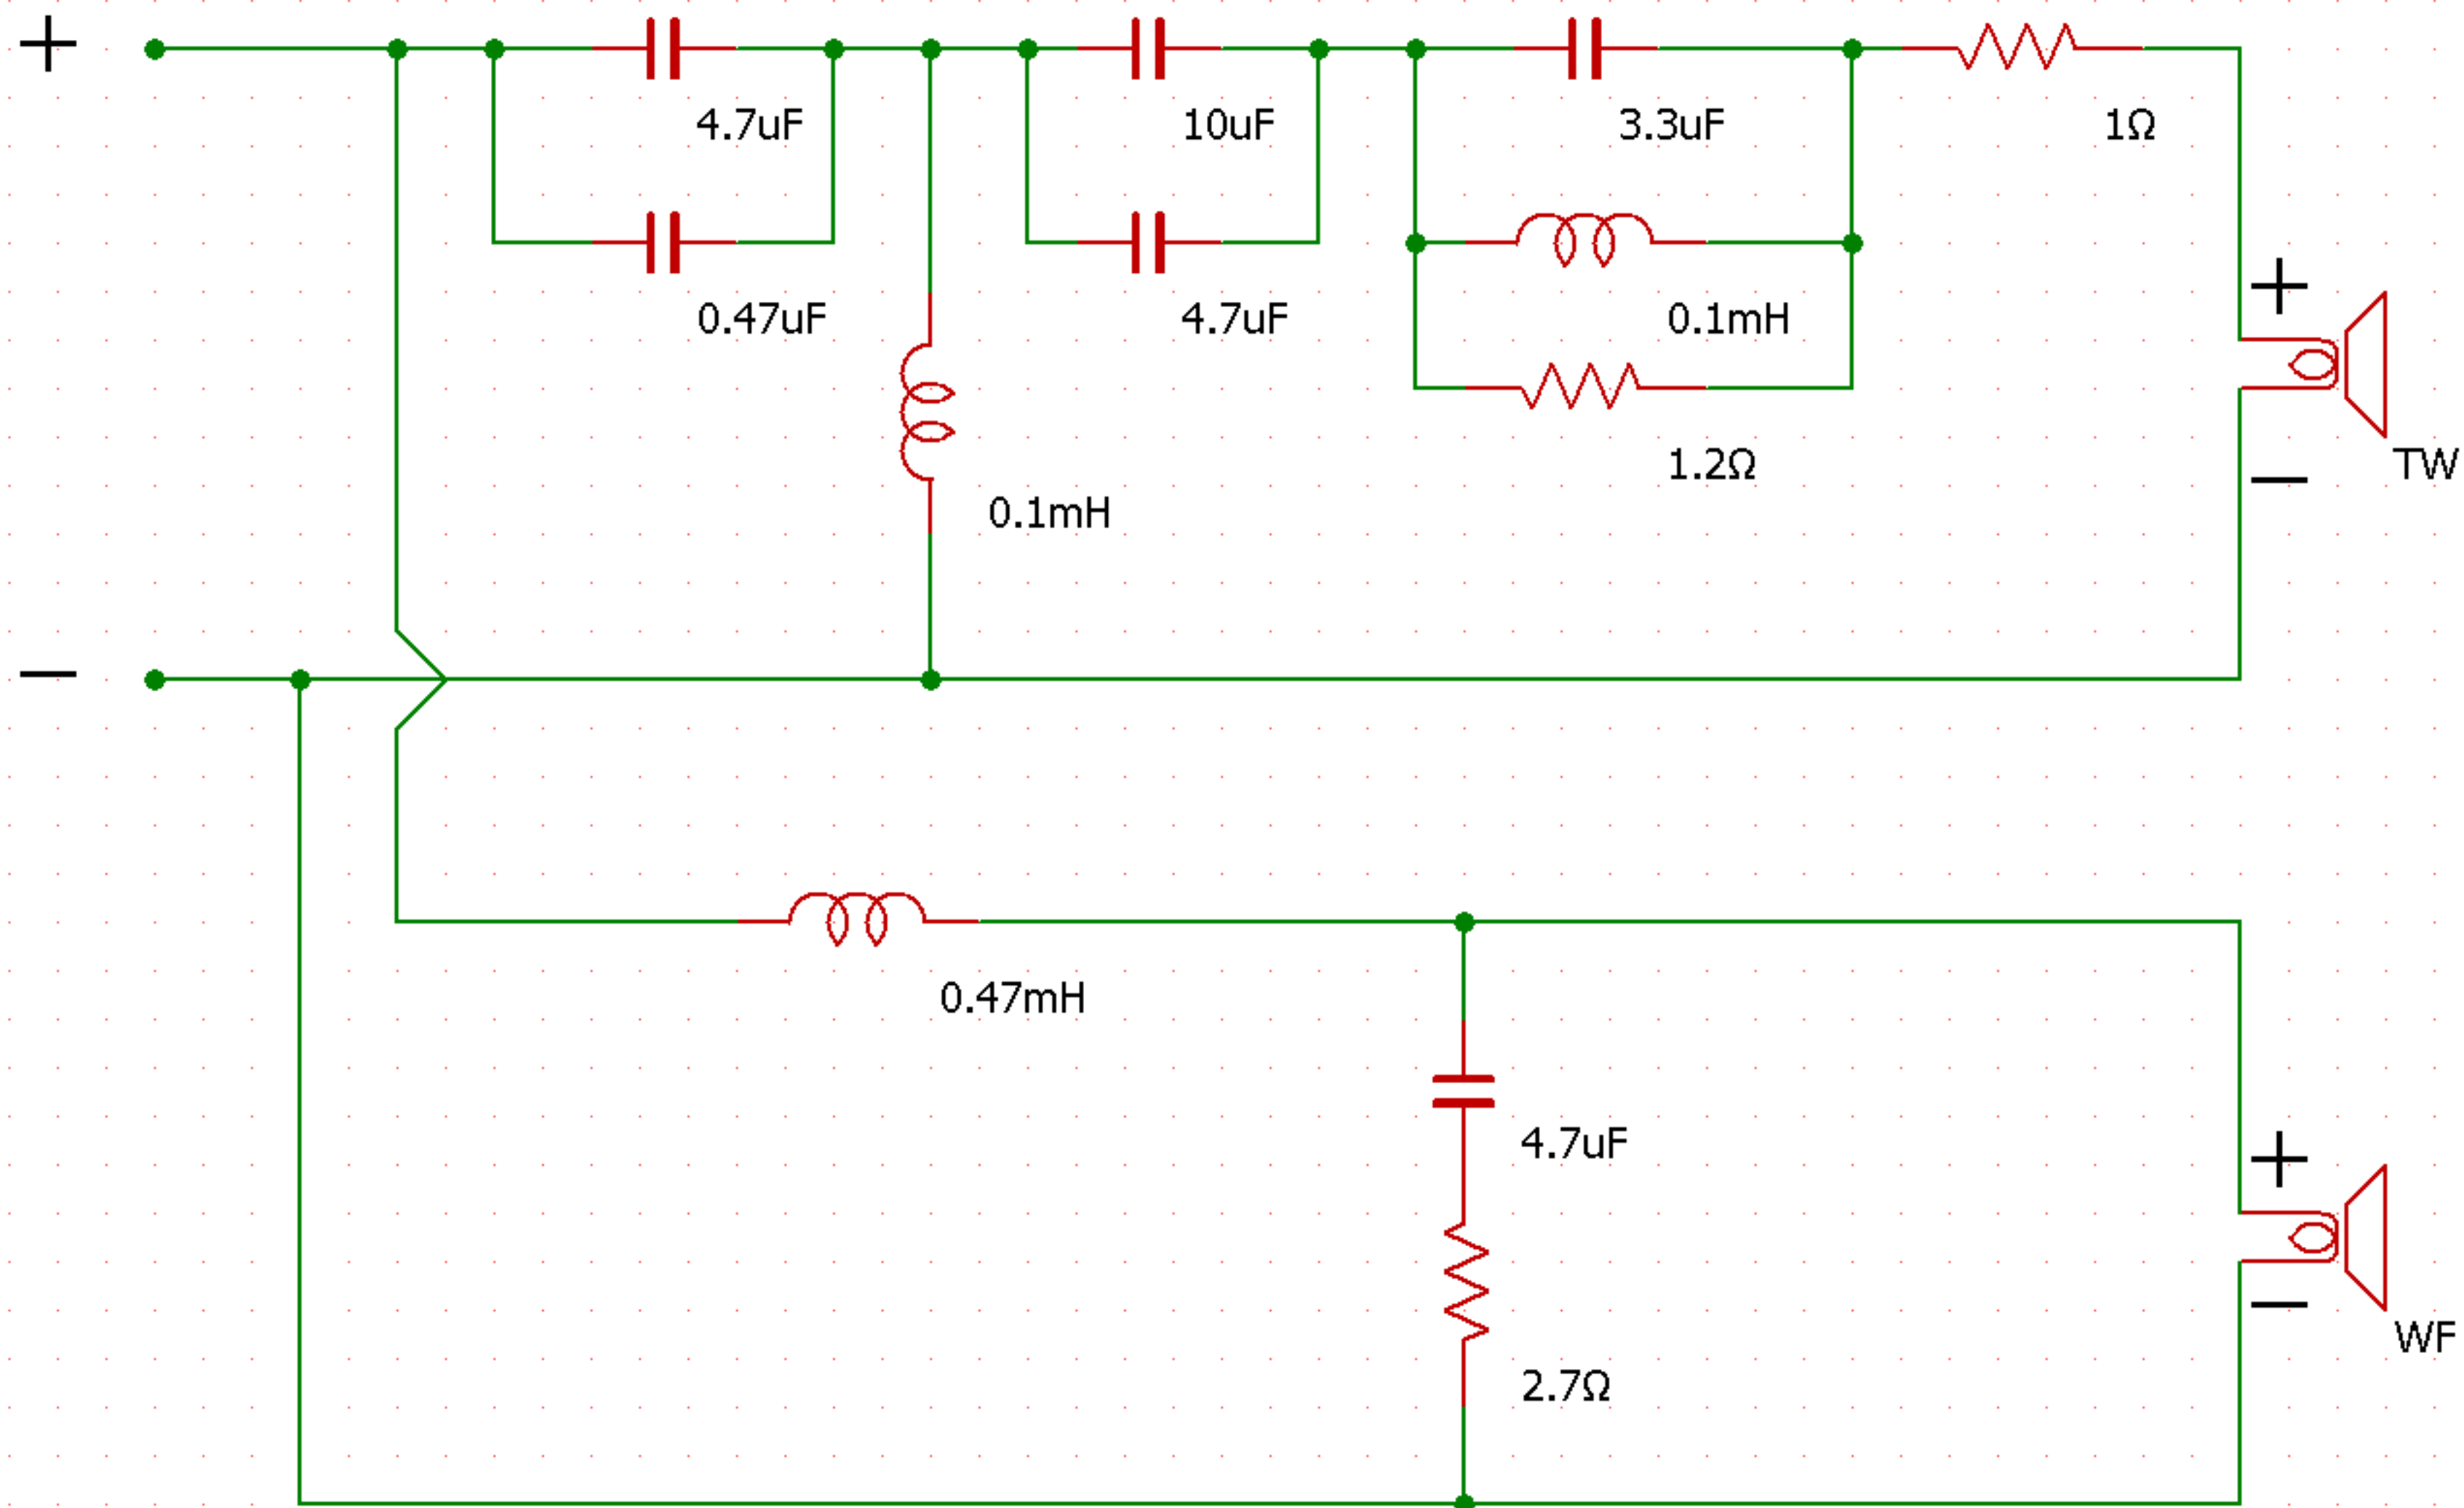 +
4.7uF
10uF
3.3uF
1Ω
0.47uF
4.7uF
0.1mH
+
1.2Ω
TW
—
0.1mH
—
0.47mH
4.7uF
+
2.7Ω
—
WF